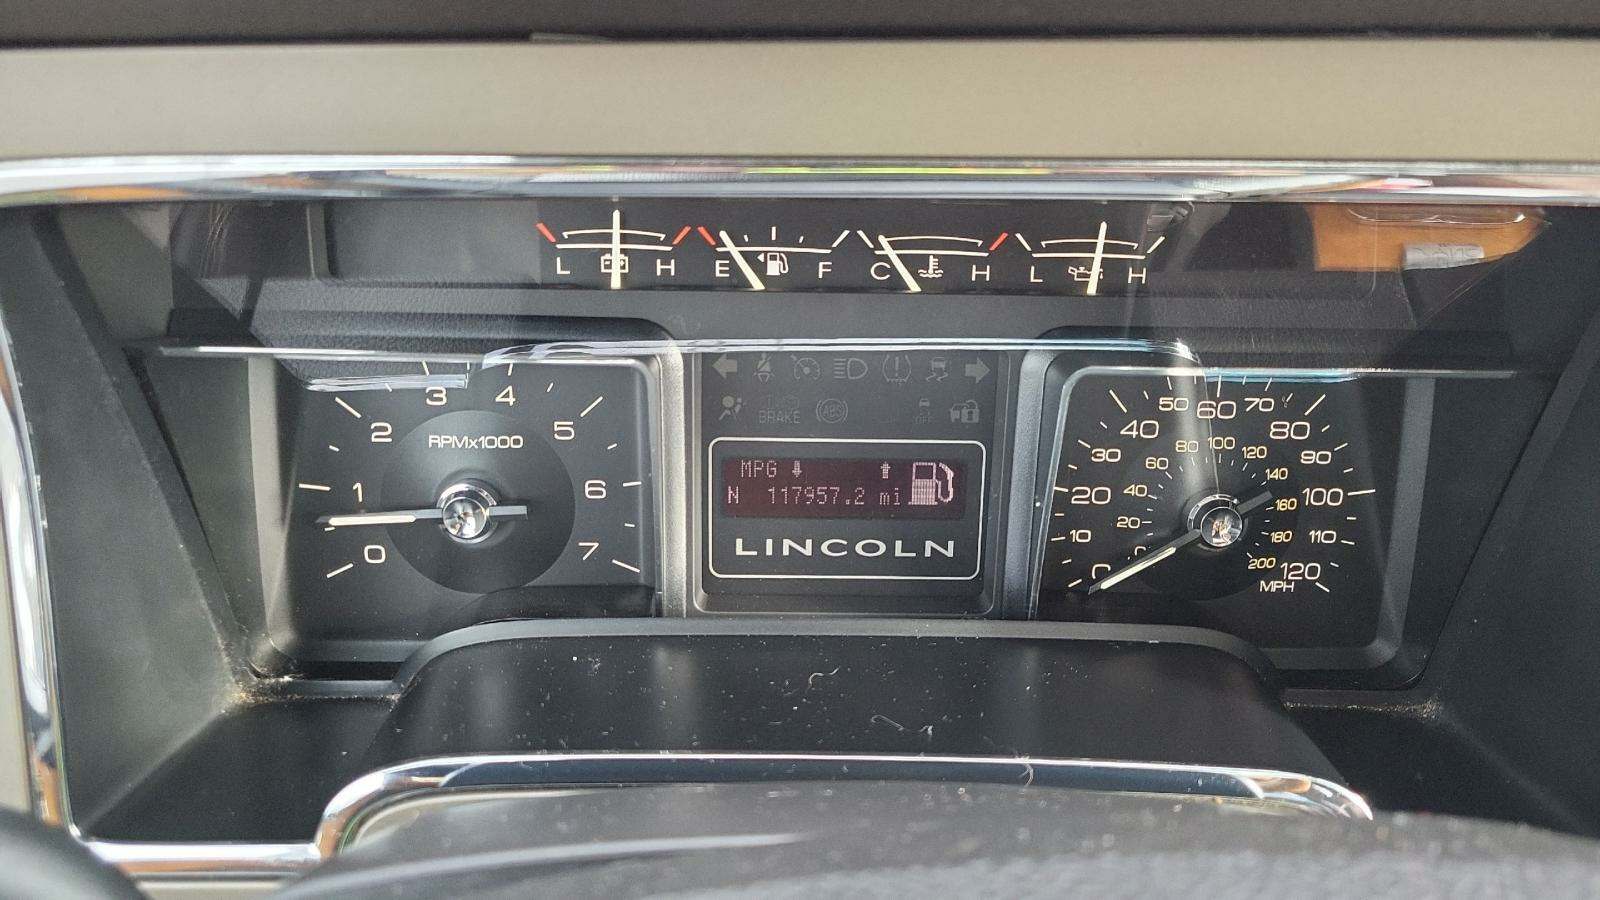 L H E F C H L H
0 1 2 3 4 5 6 7
RPMx1000
BRAKE
ABS
MPG
N 117957.2 mi
LINCOLN
0 10 20 30 40 50 60 70 80 90 100 110 120
20 40 60 80 100 120 140 160 180 200
MPH